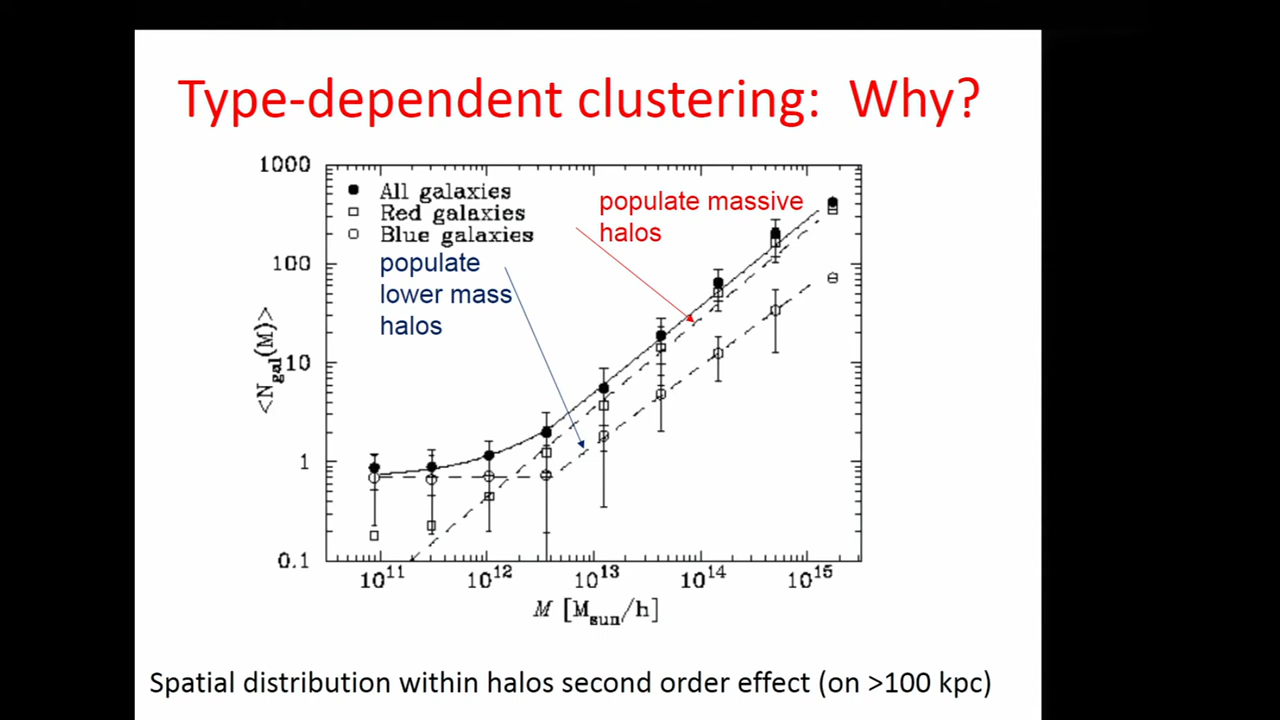 Type-dependent clustering: Why?
1000
100
10
1
0.1
<N_gal(M)>
All galaxies
Red galaxies
Blue galaxies
populate
lower mass
halos
populate massive
halos
10^11
10^12
10^13
10^14
10^15
M [M_sun/h]
Spatial distribution within halos second order effect (on >100 kpc)